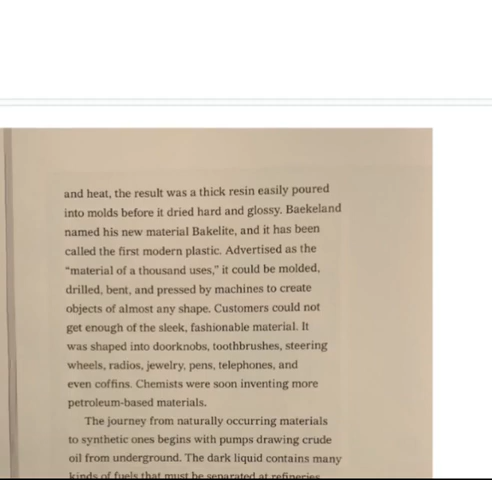 and heat, the result was a thick resin easily poured
into molds before it dried hard and glossy. Baekeland
named his new material Bakelite, and it has been
called the first modern plastic. Advertised as the
"material of a thousand uses," it could be molded,
drilled, bent, and pressed by machines to create
objects of almost any shape. Customers could not
get enough of the sleek, fashionable material. It
was shaped into doorknobs, toothbrushes, steering
wheels, radios, jewelry, pens, telephones, and
even coffins. Chemists were soon inventing more
petroleum-based materials.
The journey from naturally occurring materials
to synthetic ones begins with pumps drawing crude
oil from underground. The dark liquid contains many
kinds of fuels that must be separated at refineries